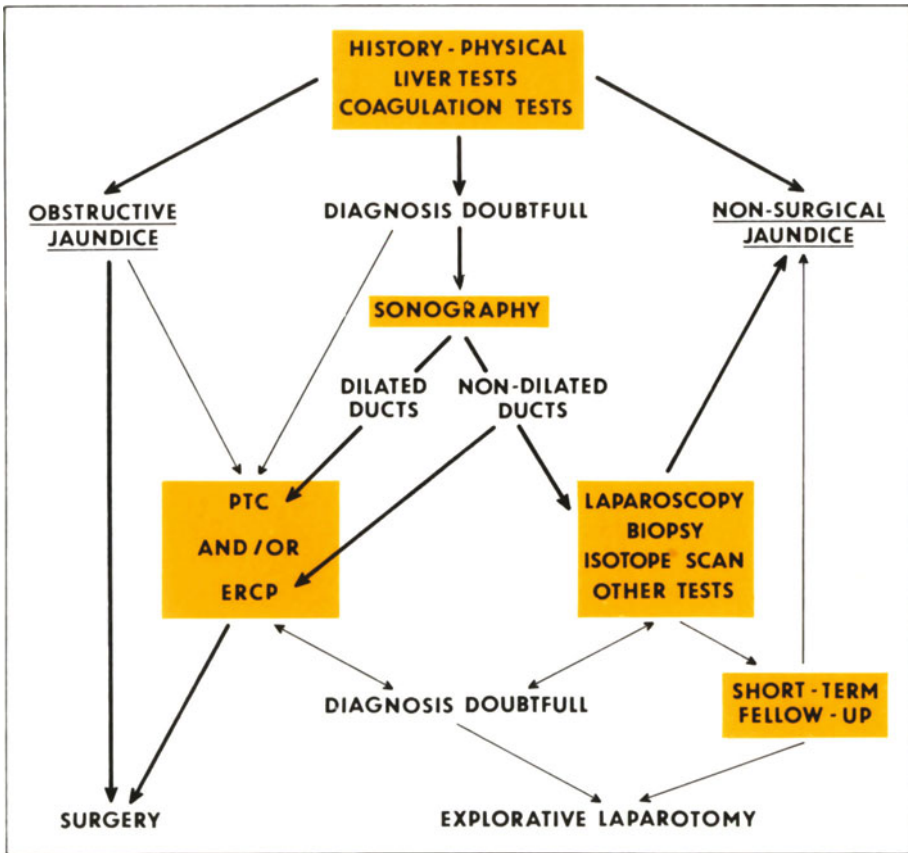 HISTORY - PHYSICAL
LIVER TESTS
COAGULATION TESTS
OBSTRUCTIVE
JAUNDICE
DIAGNOSIS DOUBTFULL
NON-SURGICAL
JAUNDICE
SONOGRAPHY
DILATED
DUCTS
NON-DILATED
DUCTS
PTC
AND/OR
ERCP
LAPAROSCOPY
BIOPSY
ISOTOPE SCAN
OTHER TESTS
DIAGNOSIS DOUBTFULL
SHORT - TERM
FELLOW - UP
SURGERY
EXPLORATIVE LAPAROTOMY